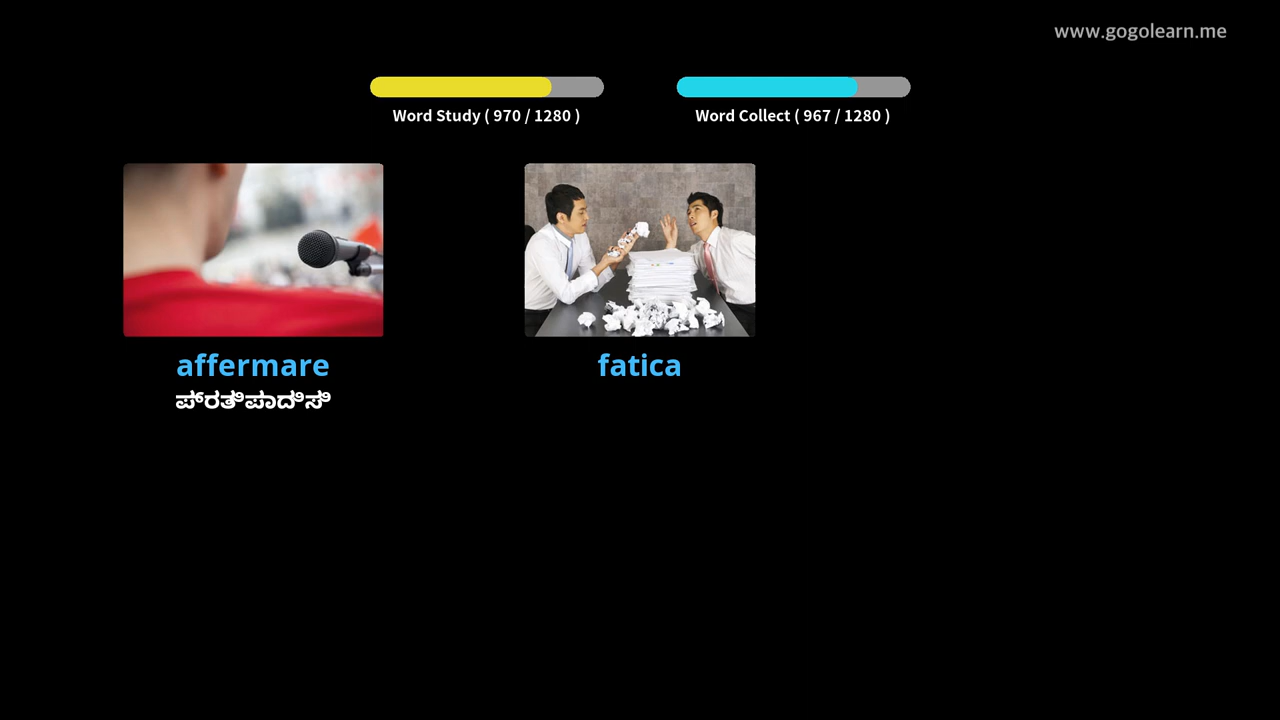 www.gogolearn.me
Word Study ( 970 / 1280 )
Word Collect ( 967 / 1280 )
affermare
ಪ್ರತಿಪಾದಿಸಿ
fatica